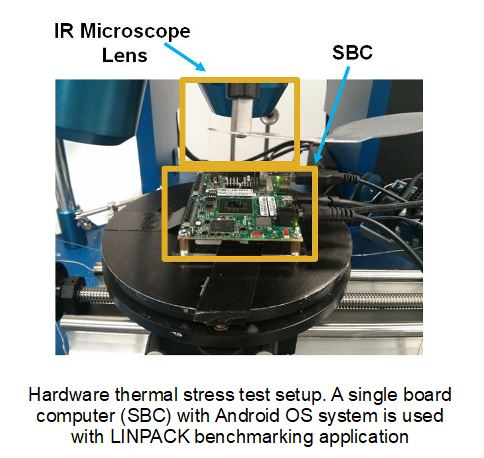 IR Microscope
Lens
SBC
Hardware thermal stress test setup. A single board
computer (SBC) with Android OS system is used
with LINPACK benchmarking application